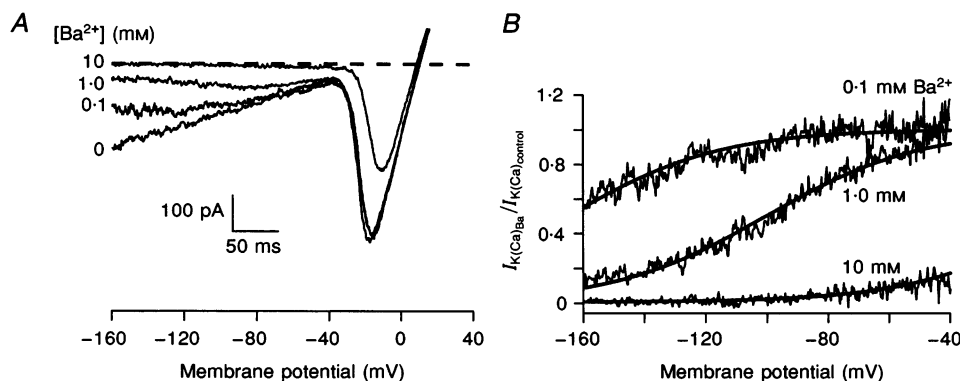 A
[Ba²⁺] (mM)
10
1·0
0·1
0
100 pA
50 ms
−160 −120 −80 −40 0 40
Membrane potential (mV)
B
0·1 mM Ba²⁺
1·0 mM
10 mM
1·2
0·8
0·4
0
I_K(Ca)Ba/I_K(Ca)control
−160 −120 −80 −40
Membrane potential (mV)